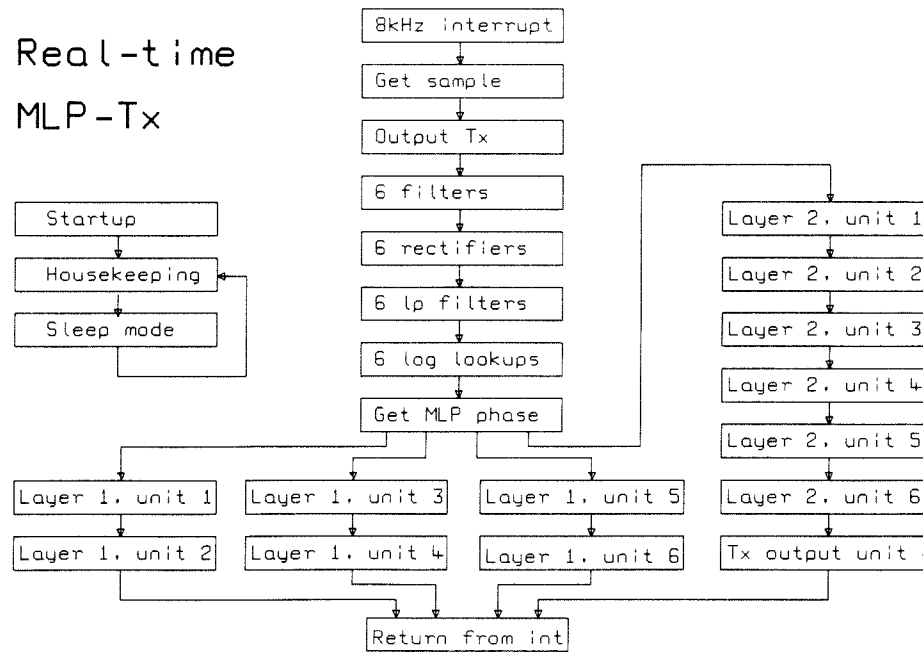 Real-time
MLP-Tx
8kHz interrupt
Get sample
Output Tx
6 filters
6 rectifiers
6 lp filters
6 log lookups
Get MLP phase
Startup
Housekeeping
Sleep mode
Layer 1, unit 1
Layer 1, unit 2
Layer 1, unit 3
Layer 1, unit 4
Layer 1, unit 5
Layer 1, unit 6
Layer 2, unit 1
Layer 2, unit 2
Layer 2, unit 3
Layer 2, unit 4
Layer 2, unit 5
Layer 2, unit 6
Tx output unit
Return from int